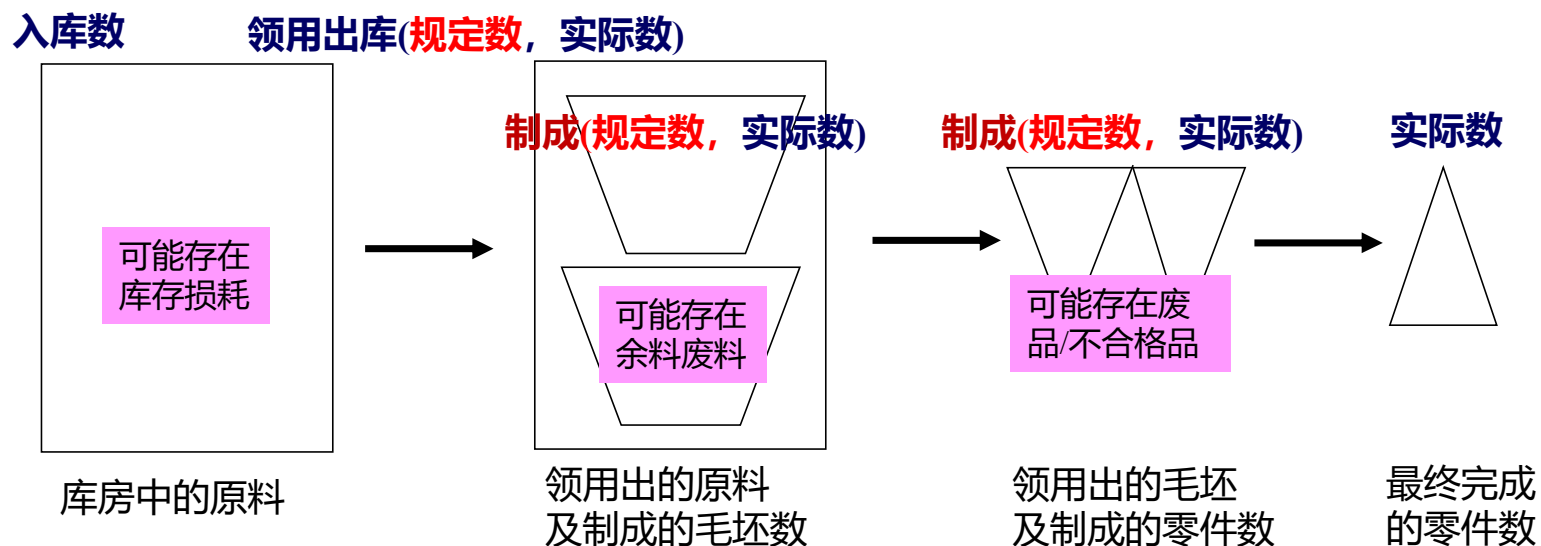 入库数
领用出库(规定数，实际数)
制成(规定数，实际数)
制成(规定数，实际数)
实际数
可能存在
库存损耗
可能存在
余料废料
可能存在废
品/不合格品
库房中的原料
领用出的原料
及制成的毛坯数
领用出的毛坯
及制成的零件数
最终完成
的零件数